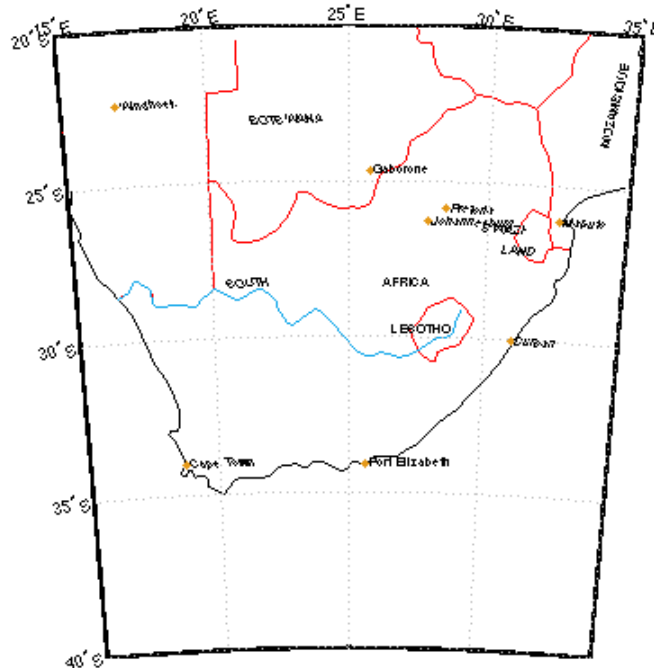 20° S
15° E
20° E
25° E
30° E
35° E
Windhoek
BOTSWANA
MOZAMBIQUE
Gaborone
25° S
Pretoria
Johannesburg
SWAZI
LAND
Maputo
SOUTH
AFRICA
LESOTHO
30° S
Durban
Cape Town
Port Elizabeth
35° S
40° S